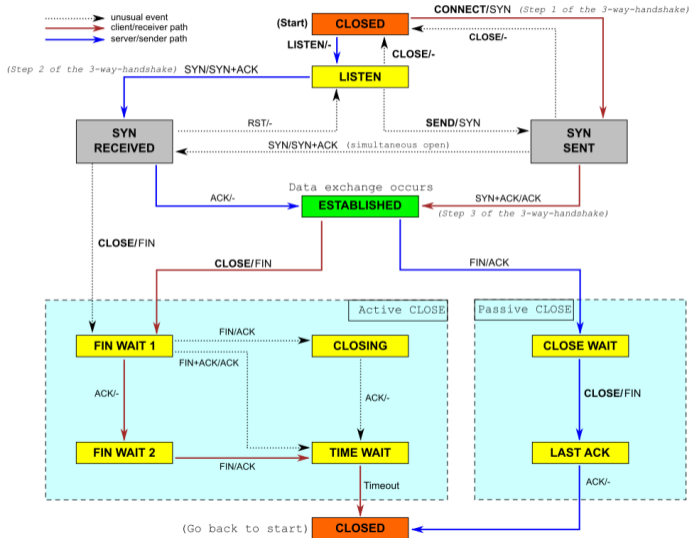 unusual event
client/receiver path
server/sender path
(Start)
CLOSED
CONNECT/SYN (Step 1 of the 3-way-handshake)
CLOSE/-
LISTEN/-
CLOSE/-
(Step 2 of the 3-way-handshake) SYN/SYN+ACK
LISTEN
RST/-
SEND/SYN
SYN
RECEIVED
SYN
SENT
SYN/SYN+ACK (simultaneous open)
Data exchange occurs
ACK/-
ESTABLISHED
SYN+ACK/ACK
(Step 3 of the 3-way-handshake)
CLOSE/FIN
CLOSE/FIN
FIN/ACK
Active CLOSE
Passive CLOSE
FIN/ACK
FIN WAIT 1
CLOSING
CLOSE WAIT
FIN+ACK/ACK
ACK/-
ACK/-
CLOSE/FIN
FIN WAIT 2
TIME WAIT
LAST ACK
FIN/ACK
Timeout
ACK/-
(Go back to start)
CLOSED